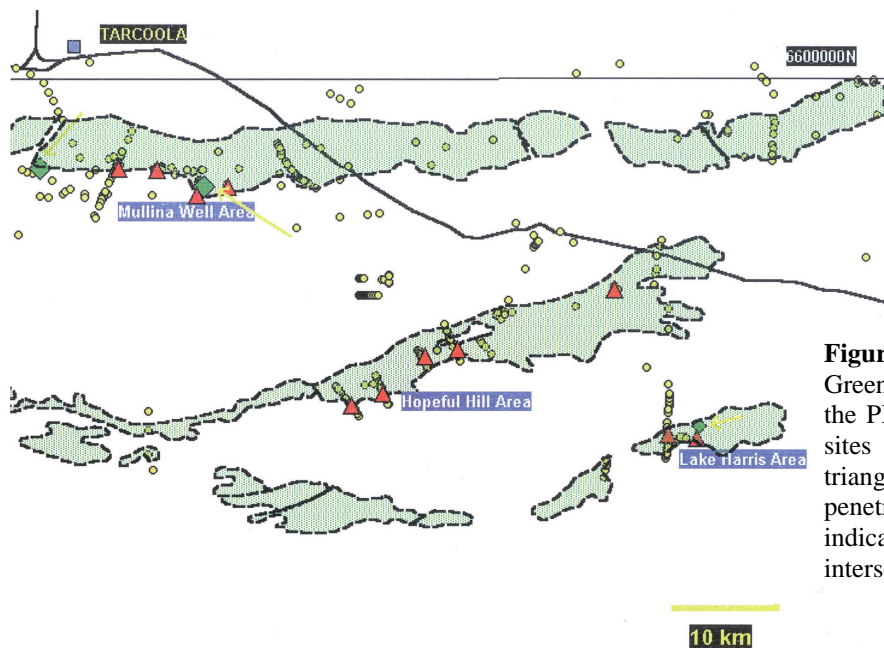 TARCOOLA
6600000N
Mullina Well Area
Hopeful Hill Area
Lake Harris Area
10 km
Figur
Green
the P
sites
triang
penetr
indica
inters